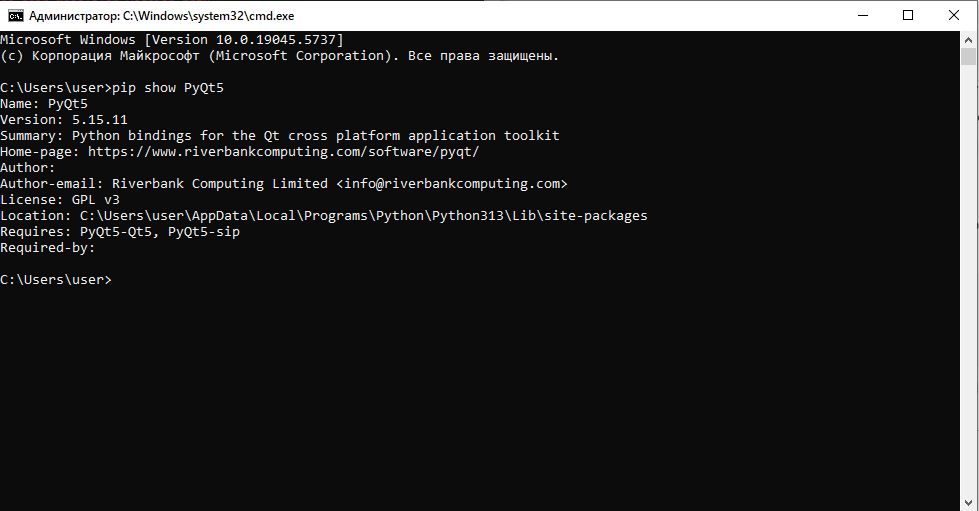 Администратор: C:\Windows\system32\cmd.exe
Microsoft Windows [Version 10.0.19045.5737]
(c) Корпорация Майкрософт (Microsoft Corporation). Все права защищены.
C:\Users\user>pip show PyQt5
Name: PyQt5
Version: 5.15.11
Summary: Python bindings for the Qt cross platform application toolkit
Home-page: https://www.riverbankcomputing.com/software/pyqt/
Author:
Author-email: Riverbank Computing Limited <info@riverbankcomputing.com>
License: GPL v3
Location: C:\Users\user\AppData\Local\Programs\Python\Python313\Lib\site-packages
Requires: PyQt5-Qt5, PyQt5-sip
Required-by:
C:\Users\user>